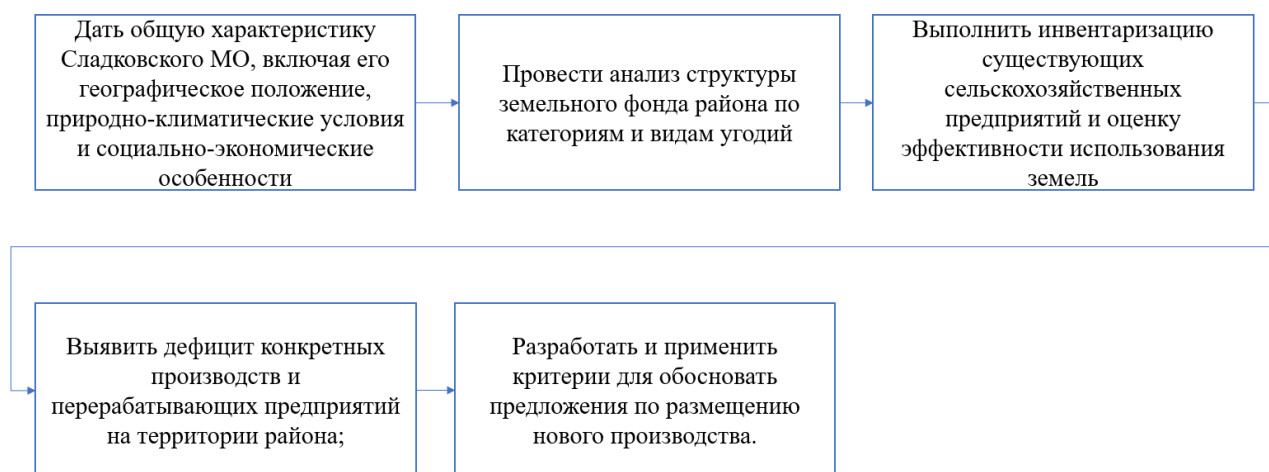 Дать общую характеристику
Сладковского МО, включая его
географическое положение,
природно-климатические условия
и социально-экономические
особенности
Провести анализ структуры
земельного фонда района по
категориям и видам угодий
Выполнить инвентаризацию
существующих
сельскохозяйственных
предприятий и оценку
эффективности использования
земель
Выявить дефицит конкретных
производств и
перерабатывающих предприятий
на территории района;
Разработать и применить
критерии для обосновать
предложения по размещению
нового производства.